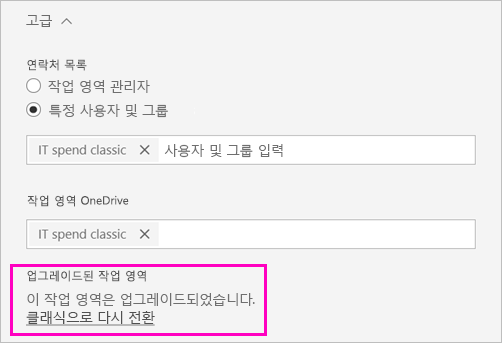 고급
연락처 목록
작업 영역 관리자
특정 사용자 및 그룹
IT spend classic 사용자 및 그룹 입력
작업 영역 OneDrive
IT spend classic
업그레이드된 작업 영역
이 작업 영역은 업그레이드되었습니다.
클래식으로 다시 전환